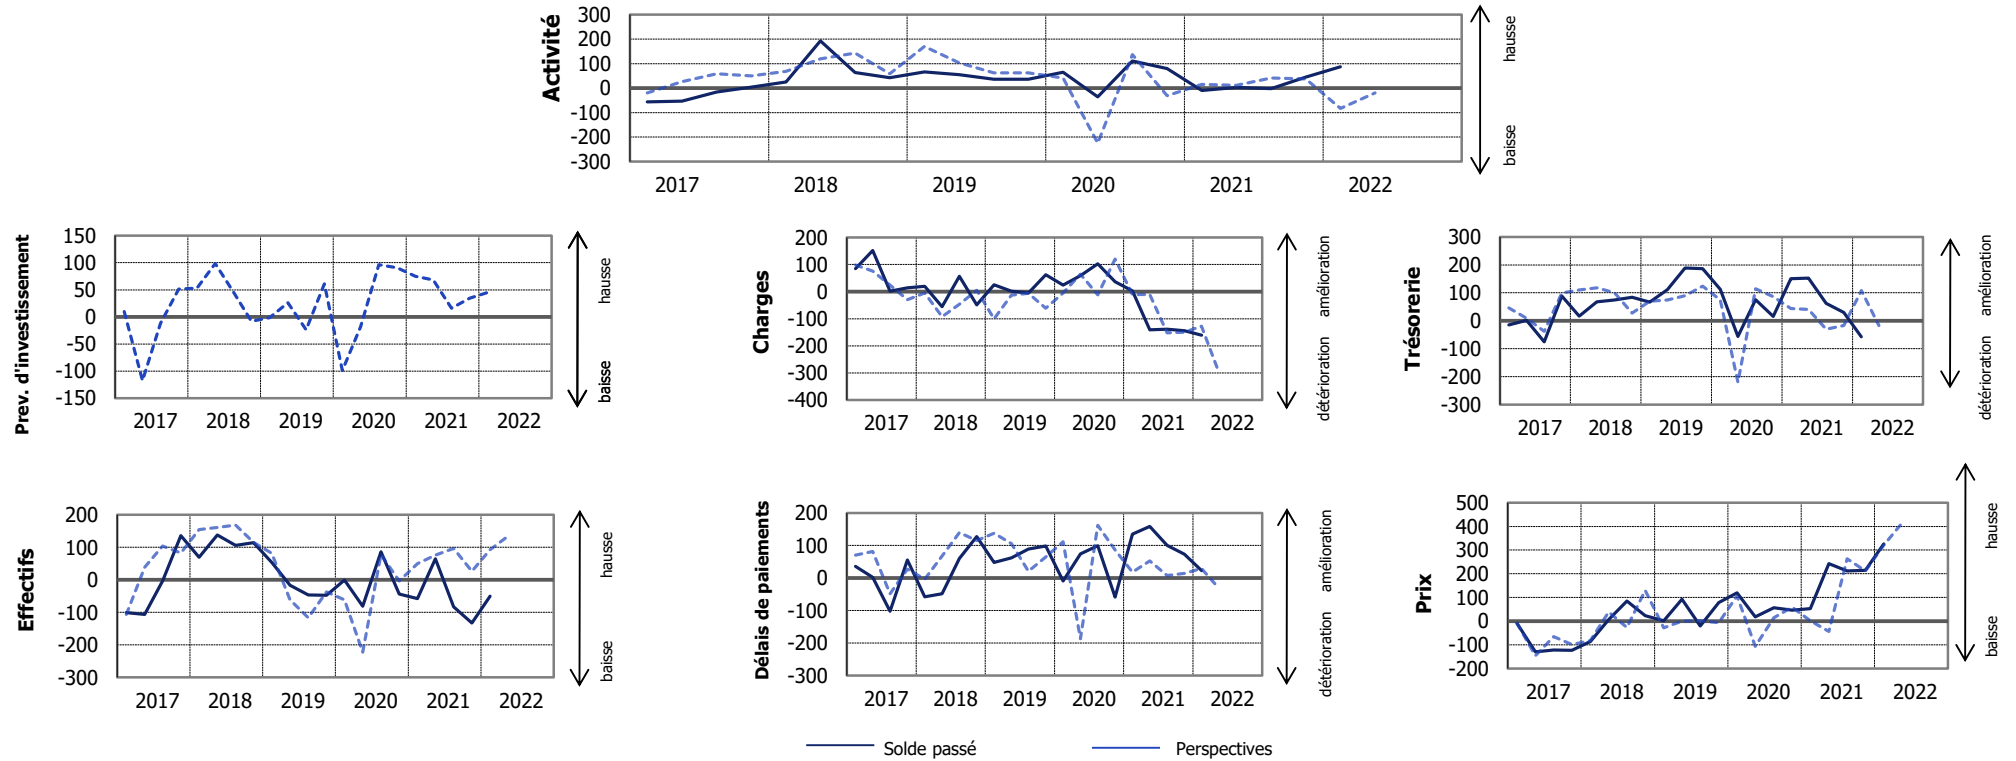 Activité
300
200
100
0
-100
-200
-300
2017 2018 2019 2020 2021 2022
hausse
baisse
Prev. d'investissement
150
100
50
0
-50
-100
-150
2017 2018 2019 2020 2021 2022
hausse
baisse
Charges
200
100
0
-100
-200
-300
-400
2017 2018 2019 2020 2021 2022
amélioration
détérioration
Trésorerie
300
200
100
0
-100
-200
-300
2017 2018 2019 2020 2021 2022
amélioration
détérioration
Effectifs
200
100
0
-100
-200
-300
2017 2018 2019 2020 2021 2022
hausse
baisse
Délais de paiements
200
100
0
-100
-200
-300
2017 2018 2019 2020 2021 2022
amélioration
détérioration
Prix
500
400
300
200
100
0
-100
-200
2017 2018 2019 2020 2021 2022
hausse
baisse
Solde passé Perspectives